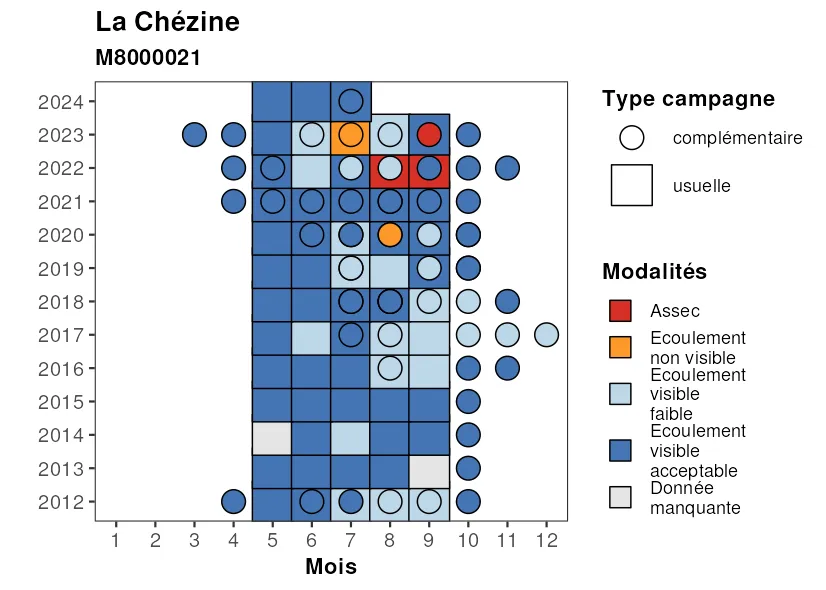 La Chézine
M8000021
2024
2023
2022
2021
2020
2019
2018
2017
2016
2015
2014
2013
2012
1 2 3 4 5 6 7 8 9 10 11 12
Mois
Type campagne
complémentaire
usuelle
Modalités
Assec
Ecoulement
non visible
Ecoulement
visible
faible
Ecoulement
visible
acceptable
Donnée
manquante